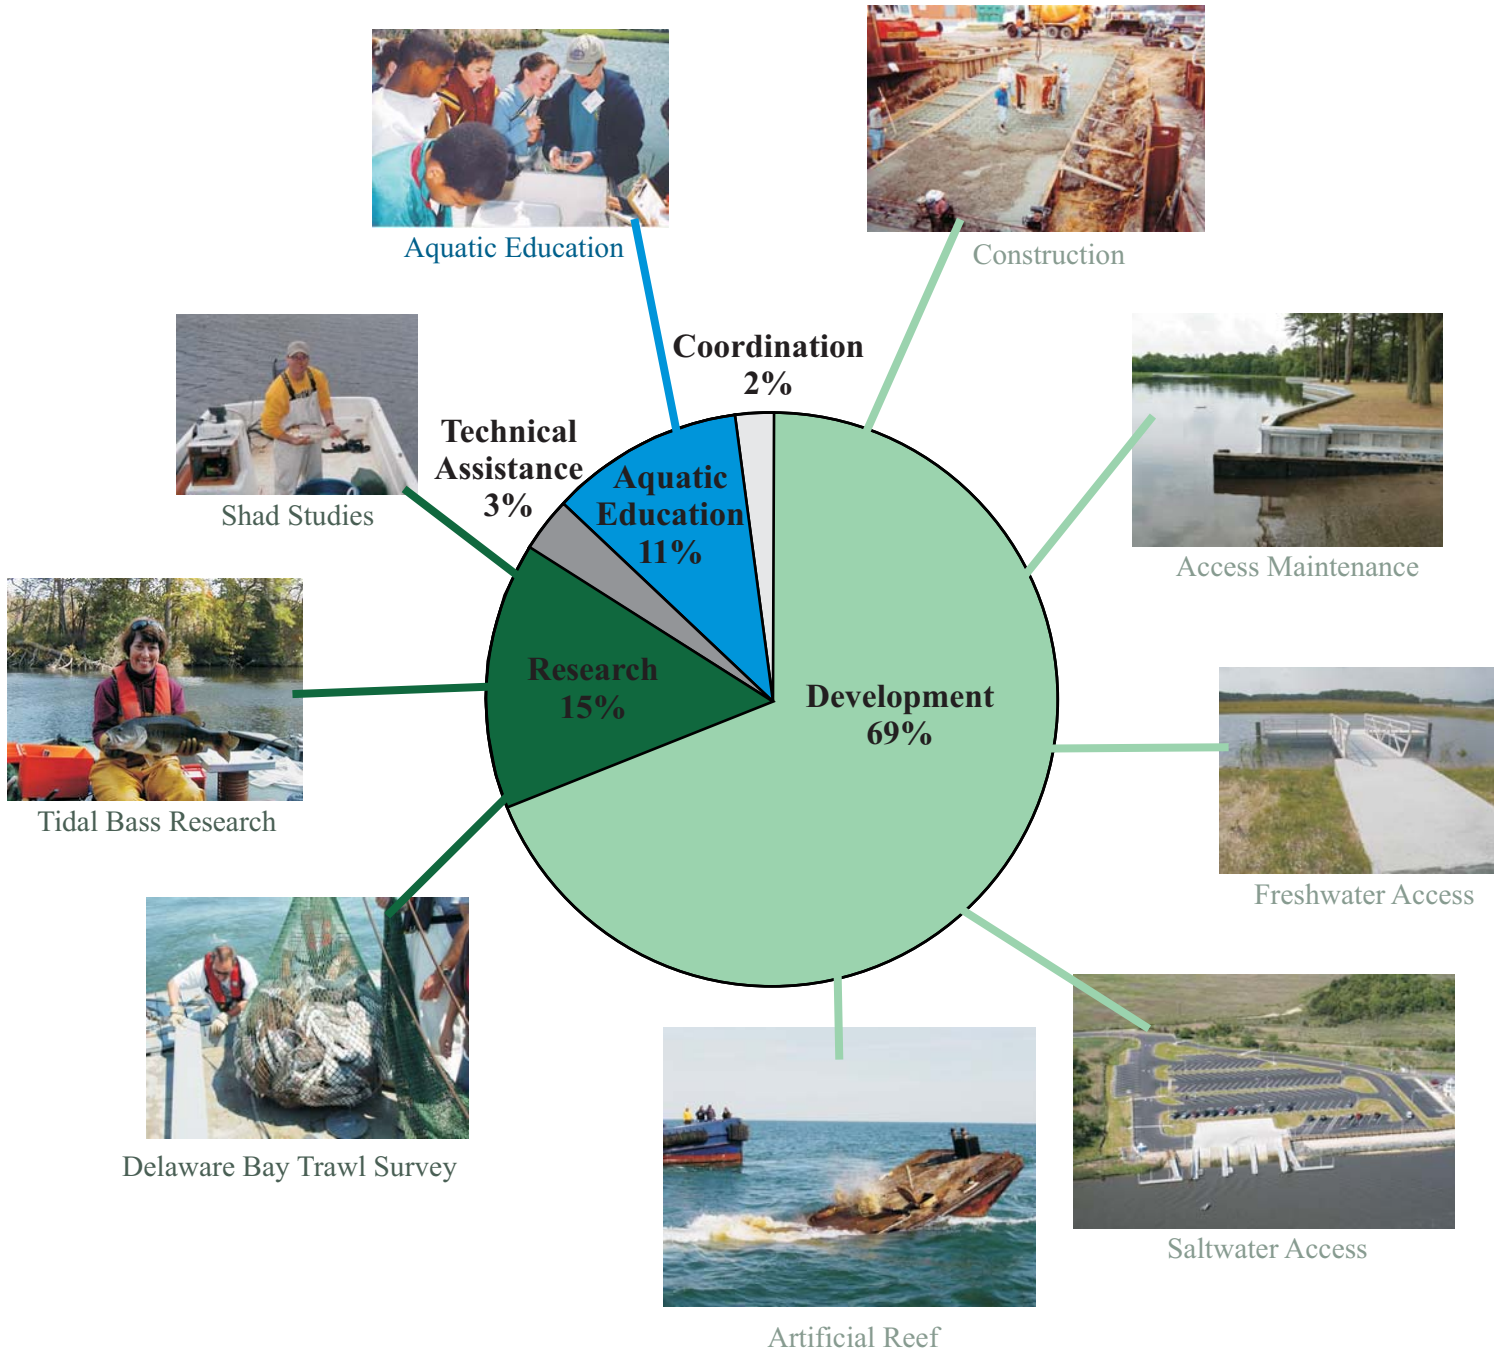 Aquatic Education
Construction
Coordination
2%
Technical
Assistance
3%
Aquatic
Education
11%
Shad Studies
Access Maintenance
Research
15%
Development
69%
Tidal Bass Research
Freshwater Access
Delaware Bay Trawl Survey
Saltwater Access
Artificial Reef